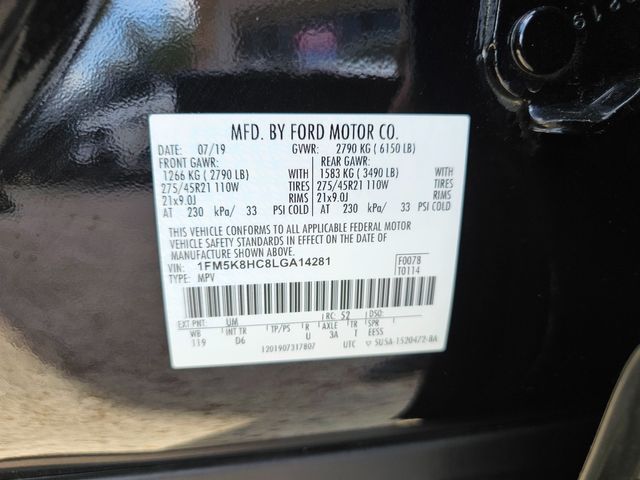 MFD. BY FORD MOTOR CO.
DATE: 07/19 GVWR: 2790 KG ( 6150 LB)
FRONT GAWR: REAR GAWR:
1266 KG ( 2790 LB) WITH 1583 KG ( 3490 LB) WITH
275/45R21 110W TIRES 275/45R21 110W TIRES
21x9.0J RIMS 21x9.0J RIMS
AT 230 kPa/ 33 PSI COLD AT 230 kPa/ 33 PSI COLD
THIS VEHICLE CONFORMS TO ALL APPLICABLE FEDERAL MOTOR
VEHICLE SAFETY STANDARDS IN EFFECT ON THE DATE OF
MANUFACTURE SHOWN ABOVE.
VIN: 1FM5K8HC8LGA14281 F0078
TYPE: MPV T0114
EXT PNT: UM RC: 52 DSO:
WB INT TR TP/PS R AXLE TR SPR
119 D6 U 3A T EESS
1201907317807 UTC ▽ SU5A-1520472-BA